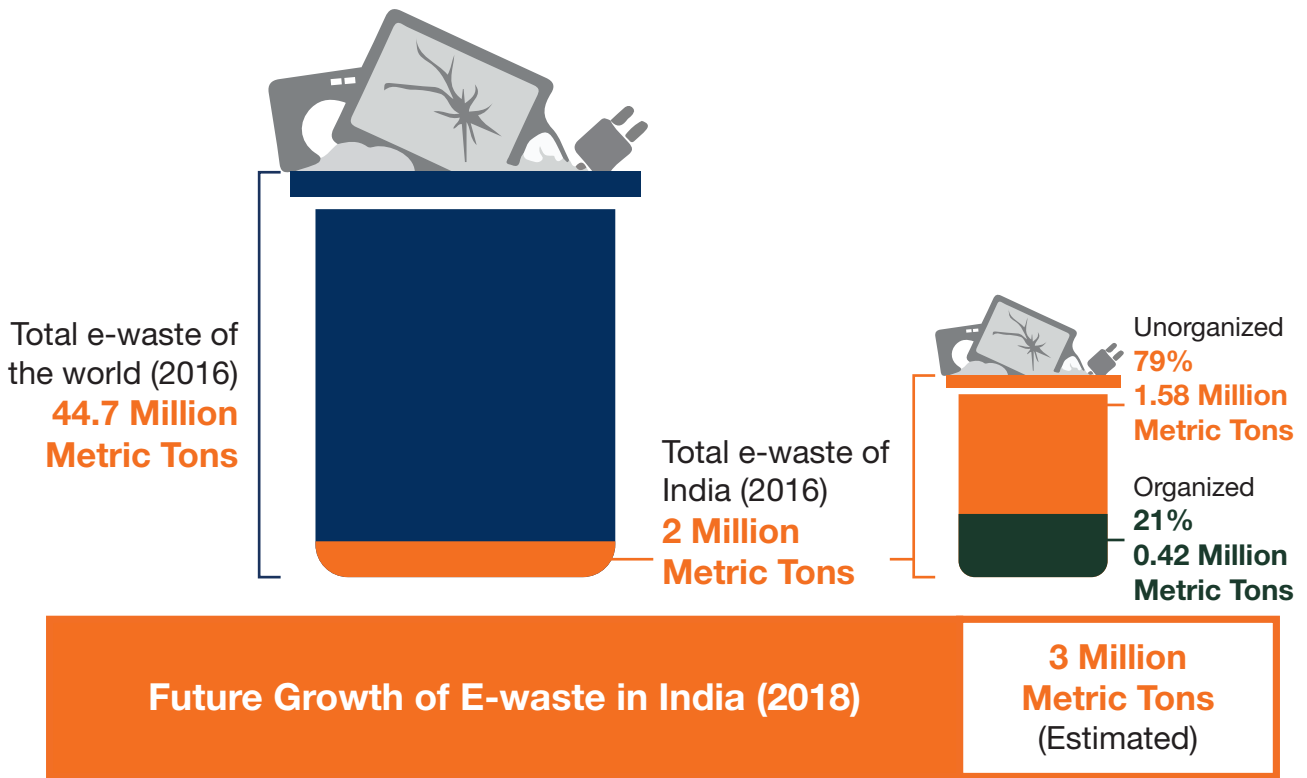 Total e-waste of
the world (2016)
44.7 Million
Metric Tons
Total e-waste of
India (2016)
2 Million
Metric Tons
Unorganized
79%
1.58 Million
Metric Tons
Organized
21%
0.42 Million
Metric Tons
Future Growth of E-waste in India (2018)
3 Million
Metric Tons
(Estimated)